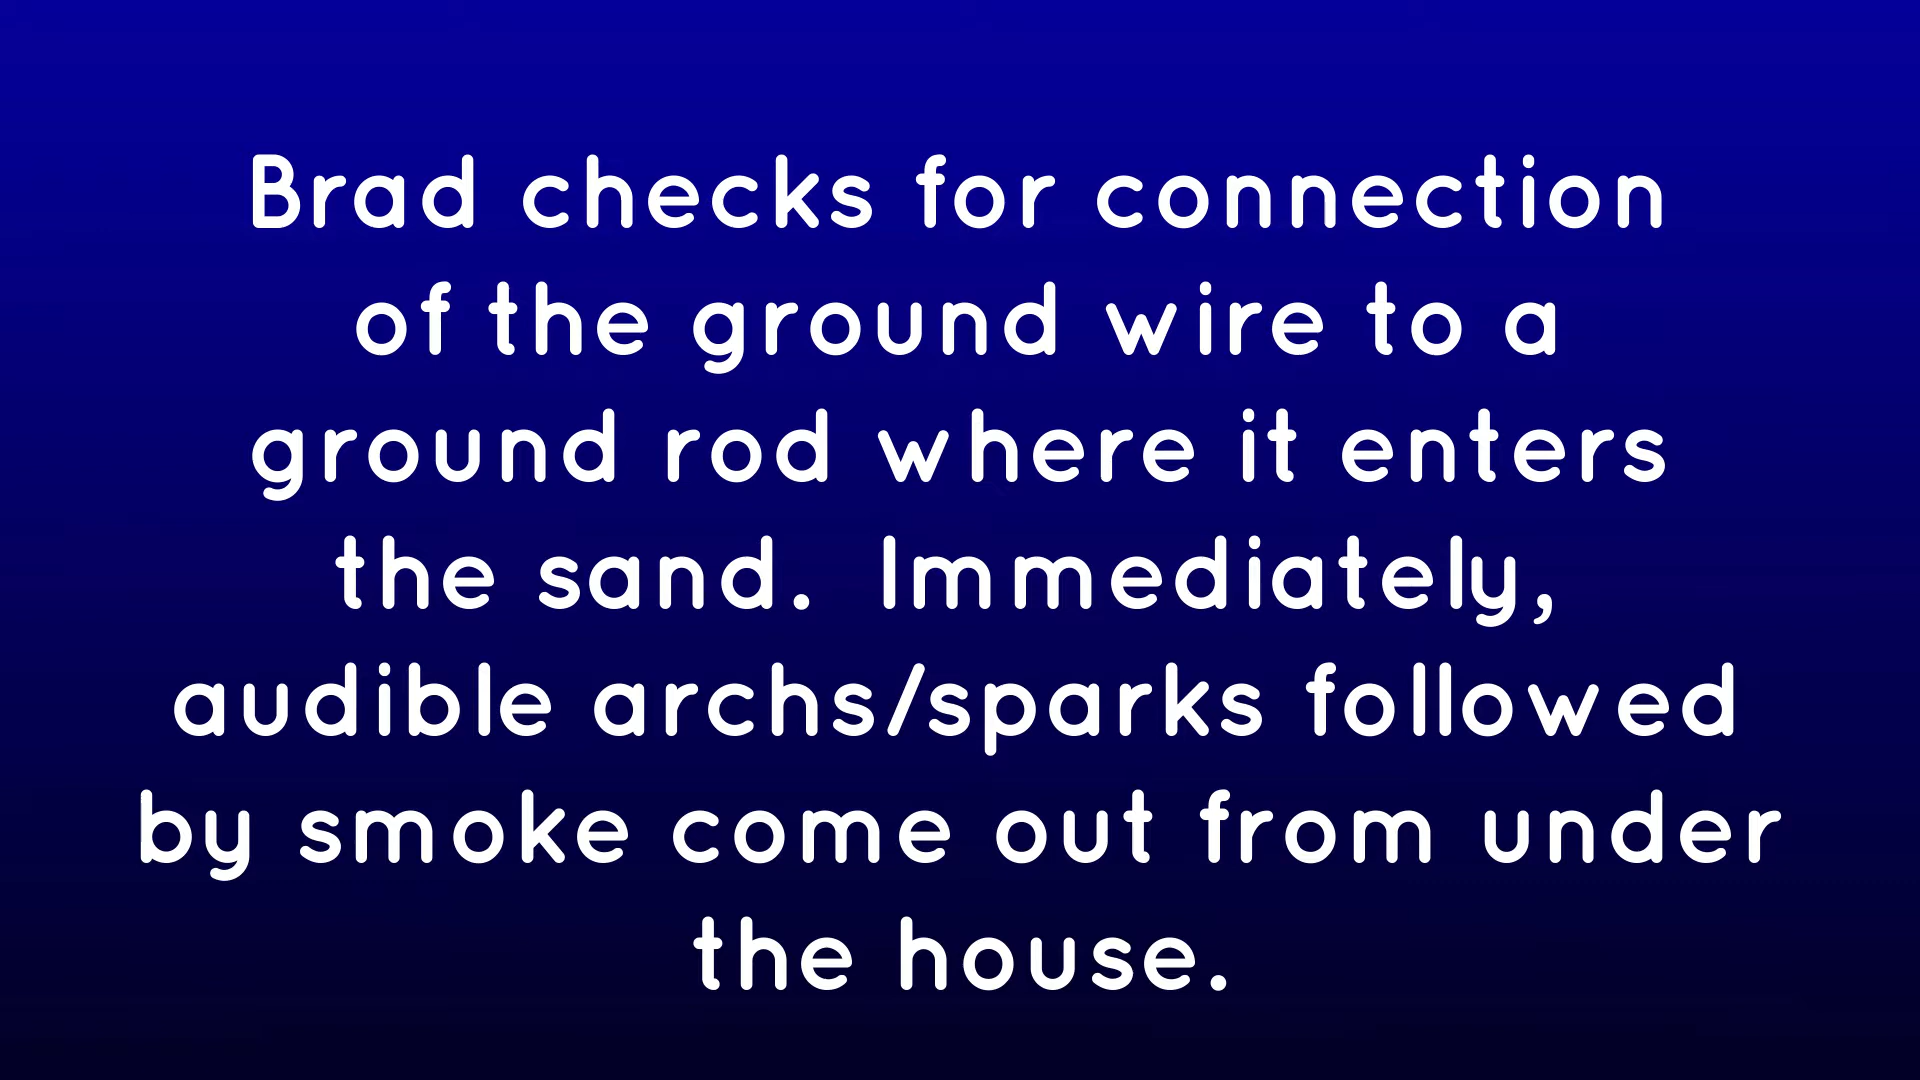 Brad checks for connection
of the ground wire to a
ground rod where it enters
the sand.  Immediately,
audible archs/sparks followed
by smoke come out from under
the house.